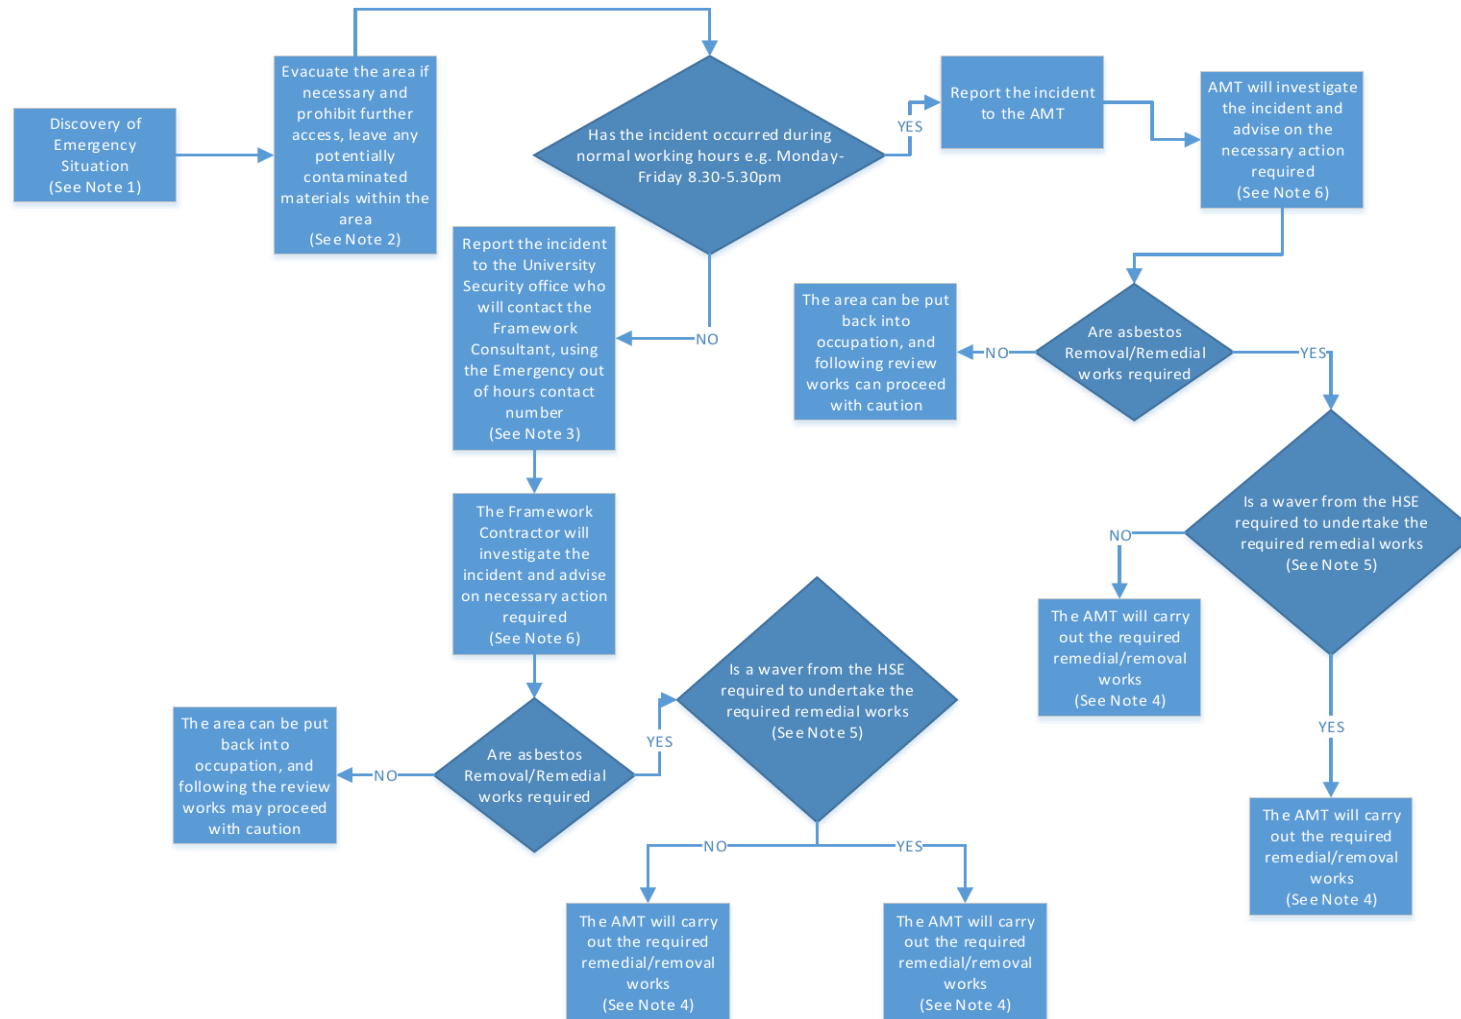 Discovery of
Emergency
Situation
(See Note 1)
Evacuate the area if
necessary and
prohibit further
access, leave any
potentially
contaminated
materials within the
area
(See Note 2)
Has the incident occurred during
normal working hours e.g. Monday-
Friday 8.30-5.30pm
YES
Report the incident
to the AMT
AMT will investigate
the incident and
advise on the
necessary action
required
(See Note 6)
NO
Report the incident
to the University
Security office who
will contact the
Framework
Consultant, using
the Emergency out
of hours contact
number
(See Note 3)
The area can be put
back into
occupation, and
following review
works can proceed
with caution
NO
Are asbestos
Removal/Remedial
works required
YES
Is a waver from the HSE
required to undertake the
required remedial works
(See Note 5)
NO
The AMT will carry
out the required
remedial/removal
works
(See Note 4)
YES
The AMT will carry
out the required
remedial/removal
works
(See Note 4)
The Framework
Contractor will
investigate the
incident and advise
on necessary action
required
(See Note 6)
The area can be put
back into
occupation, and
following the review
works may proceed
with caution
NO
Are asbestos
Removal/Remedial
works required
YES
Is a waver from the HSE
required to undertake the
required remedial works
(See Note 5)
NO
YES
The AMT will carry
out the required
remedial/removal
works
(See Note 4)
The AMT will carry
out the required
remedial/removal
works
(See Note 4)